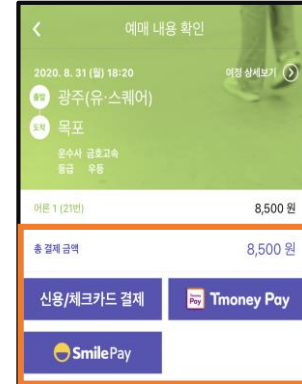 예매 내용 확인
2020. 8. 31 (월) 18:20 여정 상세보기
출발 광주(유·스퀘어)
도착 목포
운수사 금호고속
등급 우등
어른 1 (21번) 8,500 원
총 결제 금액 8,500 원
신용/체크카드 결제 Tmoney Pay Tmoney Pay
Smile Pay